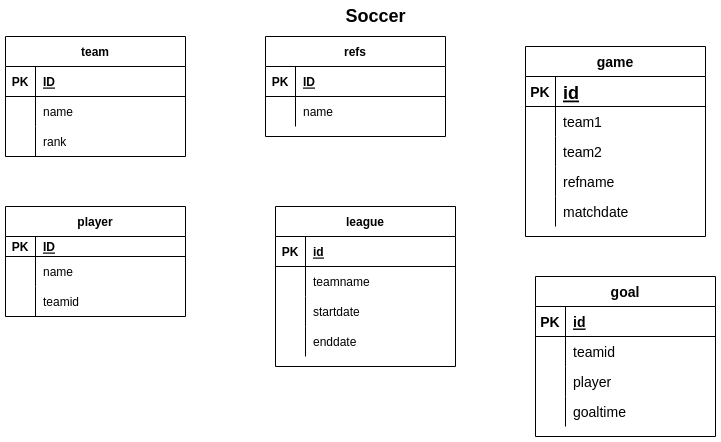 Soccer
team
PK ID
name
rank
refs
PK ID
name
game
PK id
team1
team2
refname
matchdate
player
PK ID
name
teamid
league
PK id
teamname
startdate
enddate
goal
PK id
teamid
player
goaltime